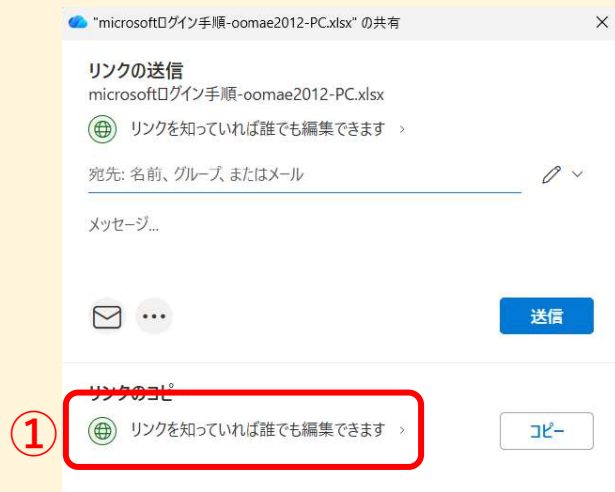 "microsoftログイン手順-oomae2012-PC.xlsx" の共有
リンクの送信
microsoftログイン手順-oomae2012-PC.xlsx
リンクを知っていれば誰でも編集できます
宛先: 名前、グループ、またはメール
メッセージ...
送信
リンクのコピー
① リンクを知っていれば誰でも編集できます
コピー